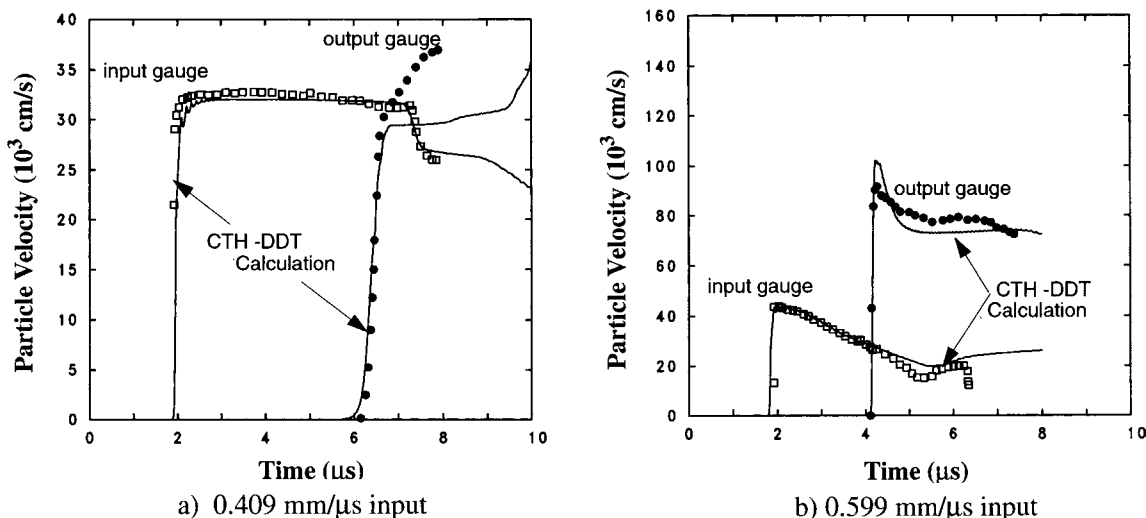 40
35
30
25
20
15
10
5
0
Particle Velocity (10³ cm/s)
output gauge
input gauge
CTH -DDT
Calculation
0 2 4 6 8 10
Time (µs)
a) 0.409 mm/µs input
160
140
120
100
80
60
40
20
0
Particle Velocity (10³ cm/s)
output gauge
input gauge
CTH -DDT
Calculation
0 2 4 6 8 10
Time (µs)
b) 0.599 mm/µs input